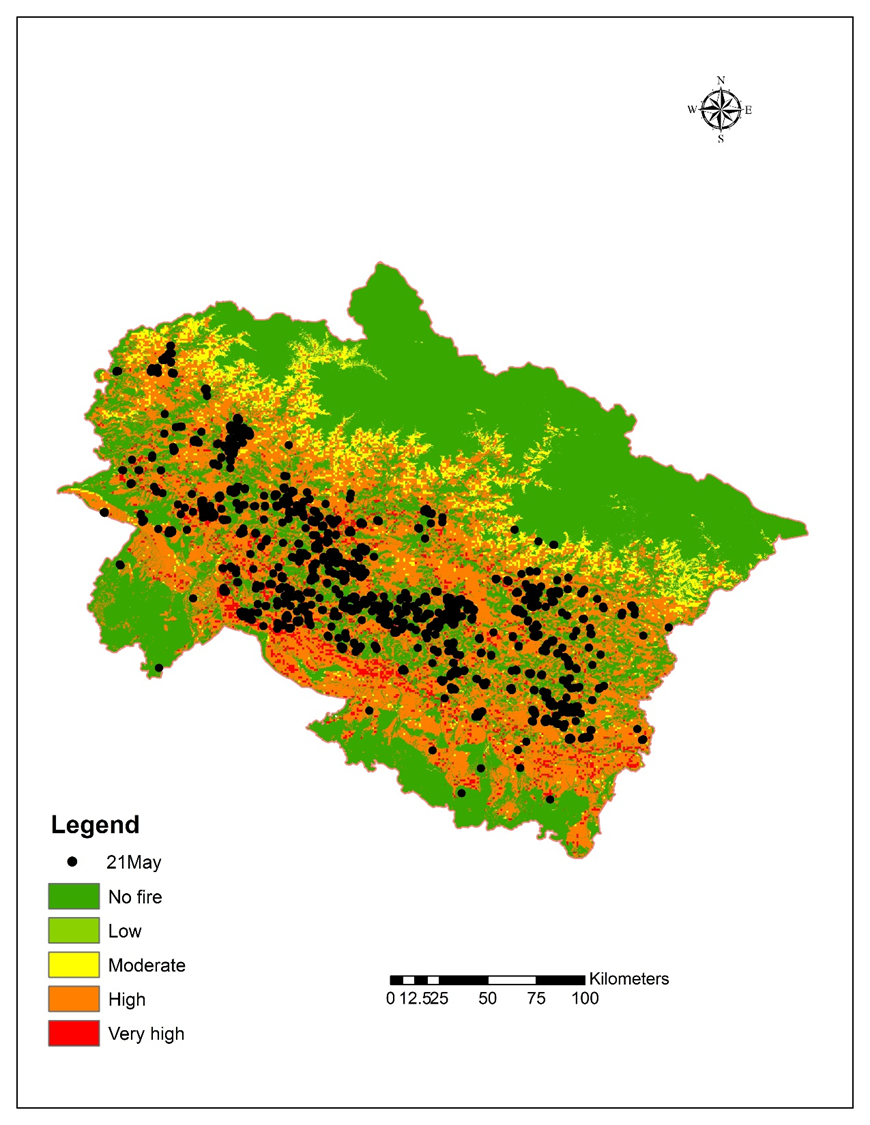 N
W E
S
Legend
21May
No fire
Low
Moderate
High
Very high
Kilometers
0 12.525 50 75 100